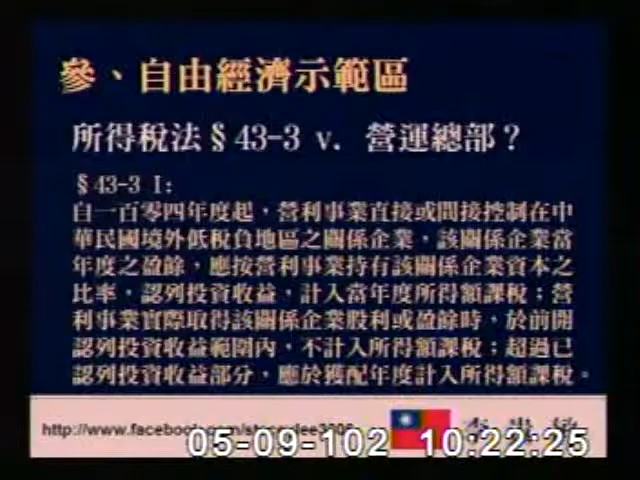 參、自由經濟示範區
所得稅法§43-3 v. 營運總部？
§43-3 I:
自一百零四年度起，營利事業直接或間接控制在中
華民國境外低稅負地區之關係企業，該關係企業當
年度之盈餘，應按營利事業持有該關係企業資本之
比率，認列投資收益，計入當年度所得額課稅；營
利事業實際取得該關係企業股利或盈餘時，於前開
認列投資收益範圍內，不計入所得額課稅；超過已
認列投資收益部分，應於獲配年度計入所得額課稅。
http://www.facebook.com/
05-09-102 10:22:25